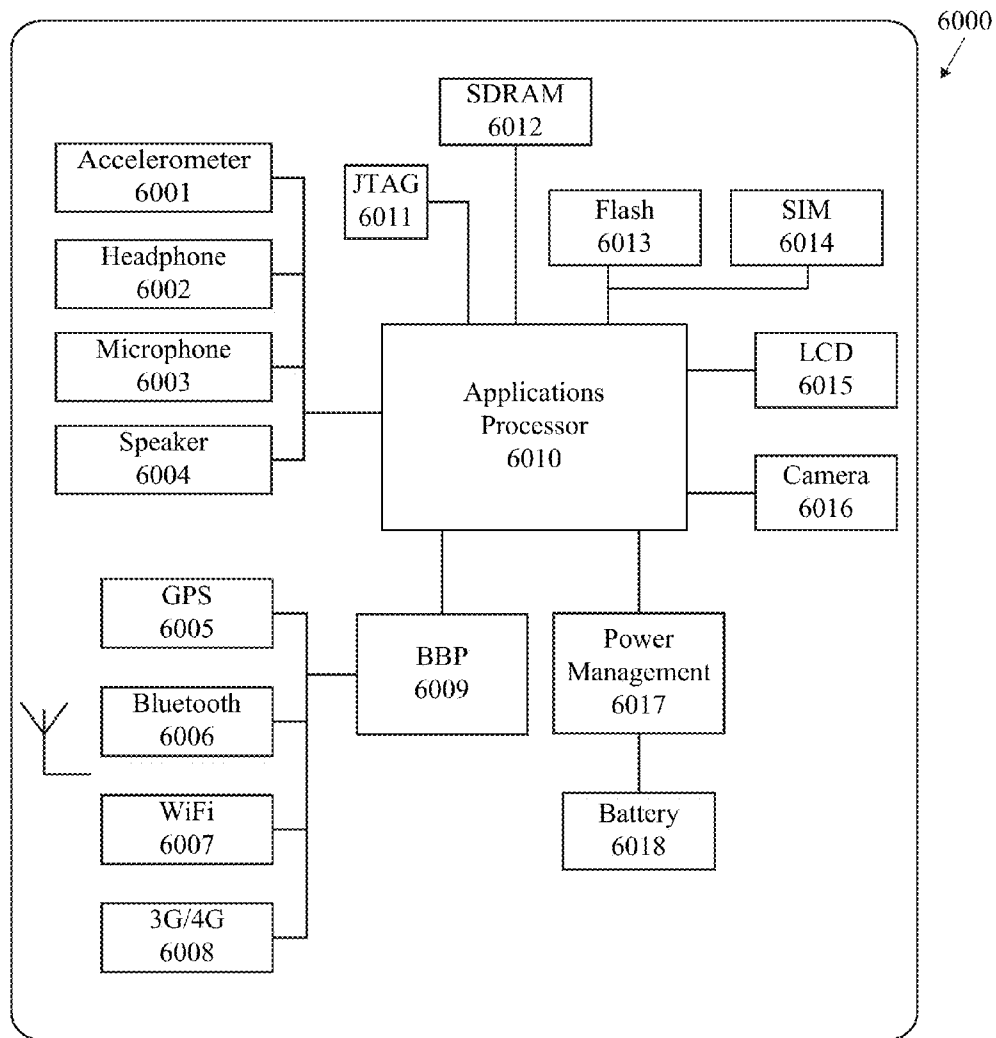 6000
SDRAM
6012
Accelerometer
6001
JTAG
6011
Flash
6013
SIM
6014
Headphone
6002
Microphone
6003
Speaker
6004
Applications
Processor
6010
LCD
6015
Camera
6016
GPS
6005
Bluetooth
6006
WiFi
6007
3G/4G
6008
BBP
6009
Power
Management
6017
Battery
6018